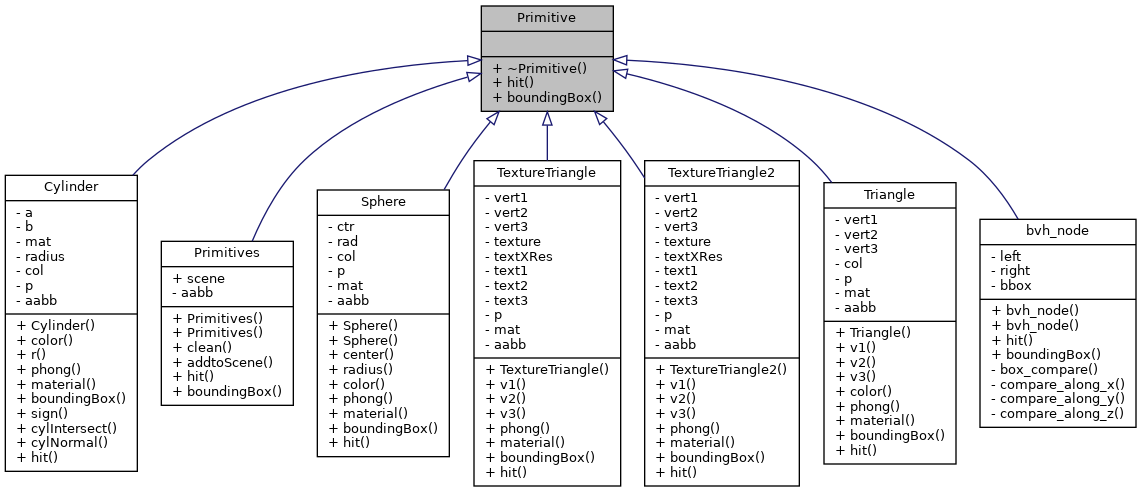 Primitive
+ ~Primitive()
+ hit()
+ boundingBox()
Cylinder
- a
- b
- mat
- radius
- col
- p
- aabb
+ Cylinder()
+ color()
+ r()
+ phong()
+ material()
+ boundingBox()
+ sign()
+ cylIntersect()
+ cylNormal()
+ hit()
Primitives
+ scene
- aabb
+ Primitives()
+ Primitives()
+ clean()
+ addtoScene()
+ hit()
+ boundingBox()
Sphere
- ctr
- rad
- col
- p
- mat
- aabb
+ Sphere()
+ Sphere()
+ center()
+ radius()
+ color()
+ phong()
+ material()
+ boundingBox()
+ hit()
TextureTriangle
- vert1
- vert2
- vert3
- texture
- textXRes
- text1
- text2
- text3
- p
- mat
- aabb
+ TextureTriangle()
+ v1()
+ v2()
+ v3()
+ phong()
+ material()
+ boundingBox()
+ hit()
TextureTriangle2
- vert1
- vert2
- vert3
- texture
- textXRes
- text1
- text2
- text3
- p
- mat
- aabb
+ TextureTriangle2()
+ v1()
+ v2()
+ v3()
+ phong()
+ material()
+ boundingBox()
+ hit()
Triangle
- vert1
- vert2
- vert3
- col
- p
- mat
- aabb
+ Triangle()
+ v1()
+ v2()
+ v3()
+ color()
+ phong()
+ material()
+ boundingBox()
+ hit()
bvh_node
- left
- right
- bbox
+ bvh_node()
+ bvh_node()
+ hit()
+ boundingBox()
- box_compare()
- compare_along_x()
- compare_along_y()
- compare_along_z()